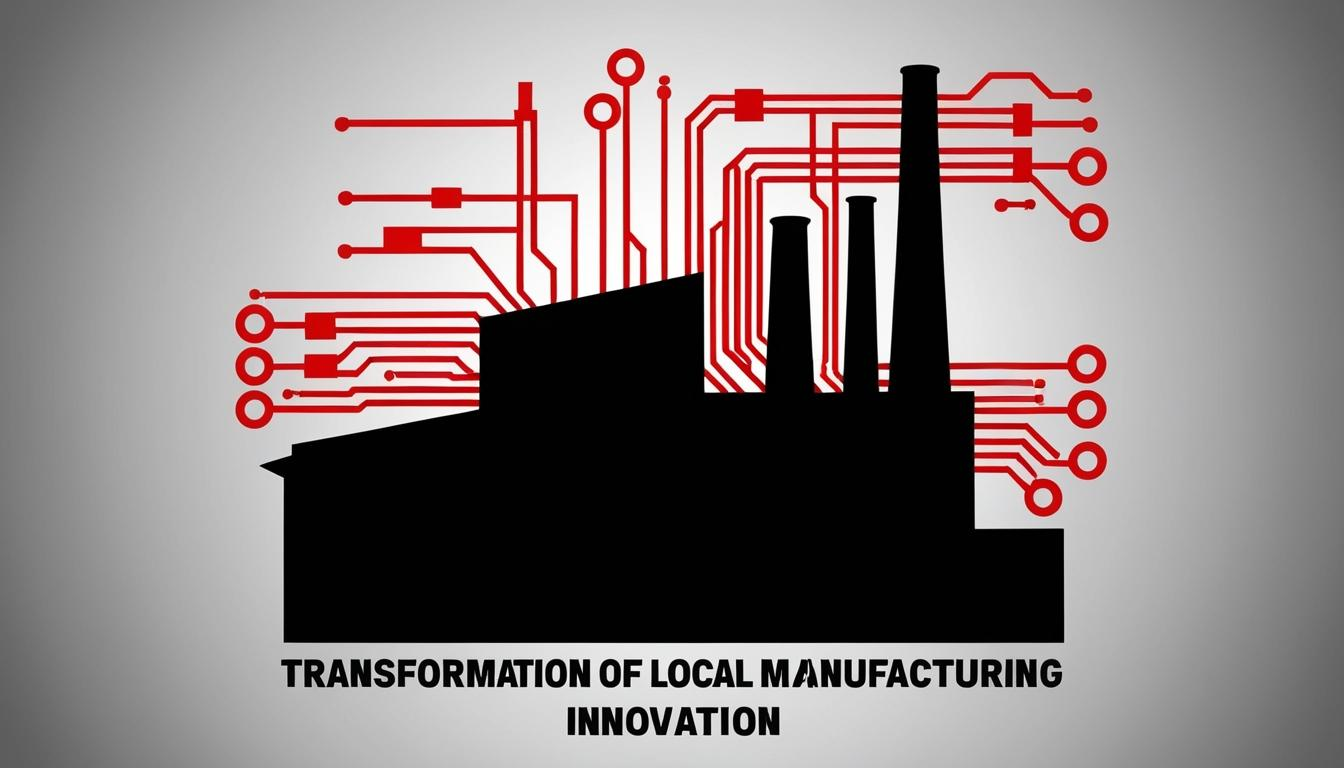 TRANSFORMATION OF LOCAL MANUFACTURING
INNOVATION